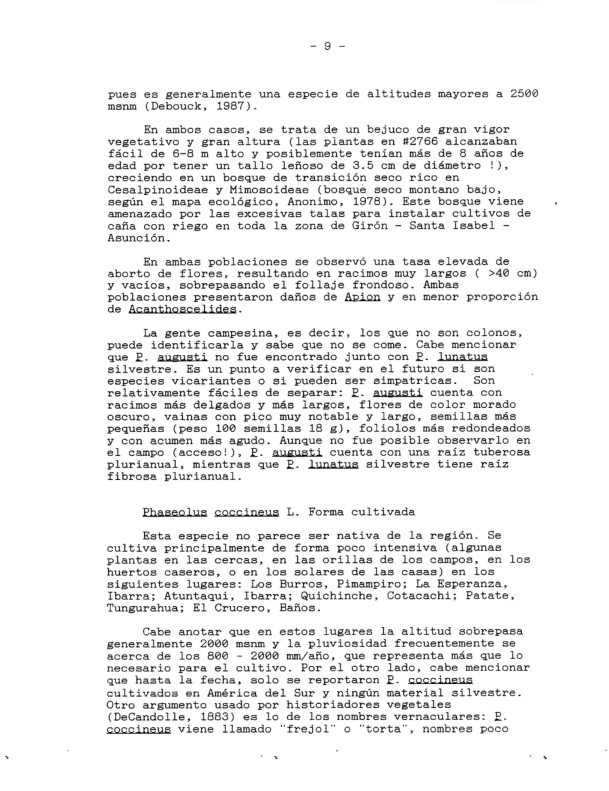 - 9 -
pues es generalmente una especie de altitudes mayores a 2500
msnm (Debouck, 1987).
En ambos casos, se trata de un bejuco de gran vigor
vegetativo y gran altura (las plantas en #2766 alcanzaban
fácil de 6-8 m alto y posiblemente tenían más de 8 años de
edad por tener un tallo leñoso de 3.5 cm de diámetro !),
creciendo en un bosque de transición seco rico en
Cesalpinoideae y Mimosoideae (bosque seco montano bajo,
según el mapa ecológico, Anonimo, 1978). Este bosque viene
amenazado por las excesivas talas para instalar cultivos de
caña con riego en toda la zona de Girón - Santa Isabel -
Asunción.
En ambas poblaciones se observó una tasa elevada de
aborto de flores, resultando en racimos muy largos ( >40 cm)
y vacíos, sobrepasando el follaje frondoso. Ambas
poblaciones presentaron daños de Apion y en menor proporción
de Acanthoscelides.
La gente campesina, es decir, los que no son colonos,
puede identificarla y sabe que no se come. Cabe mencionar
que P. augusti no fue encontrado junto con P. lunatus
silvestre. Es un punto a verificar en el futuro si son
especies vicariantes o si pueden ser simpatricas. Son
relativamente fáciles de separar: P. augusti cuenta con
racimos más delgados y más largos, flores de color morado
oscuro, vainas con pico muy notable y largo, semillas más
pequeñas (peso 100 semillas 18 g), foliolos más redondeados
y con acumen más agudo. Aunque no fue posible observarlo en
el campo (acceso!), P. augusti cuenta con una raíz tuberosa
plurianual, mientras que P. lunatus silvestre tiene raíz
fibrosa plurianual.
Phaseolus coccineus L. Forma cultivada
Esta especie no parece ser nativa de la región. Se
cultiva principalmente de forma poco intensiva (algunas
plantas en las cercas, en las orillas de los campos, en los
huertos caseros, o en los solares de las casas) en los
siguientes lugares: Los Burros, Pimampiro; La Esperanza,
Ibarra; Atuntaqui, Ibarra; Quichinche, Cotacachi; Patate,
Tungurahua; El Crucero, Baños.
Cabe anotar que en estos lugares la altitud sobrepasa
generalmente 2000 msnm y la pluviosidad frecuentemente se
acerca de los 800 - 2000 mm/año, que representa más que lo
necesario para el cultivo. Por el otro lado, cabe mencionar
que hasta la fecha, solo se reportaron P. coccineus
cultivados en América del Sur y ningún material silvestre.
Otro argumento usado por historiadores vegetales
(DeCandolle, 1883) es lo de los nombres vernaculares: P.
coccineus viene llamado "frejol" o "torta", nombres poco